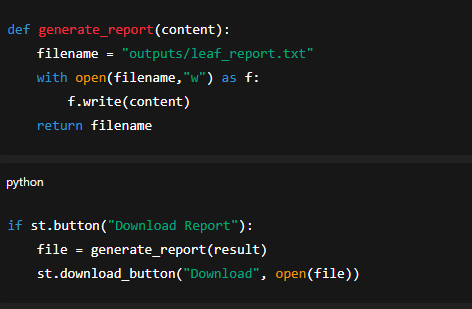 def generate_report(content):
    filename = "outputs/leaf_report.txt"
    with open(filename,"w") as f:
        f.write(content)
    return filename
python
if st.button("Download Report"):
    file = generate_report(result)
    st.download_button("Download", open(file))